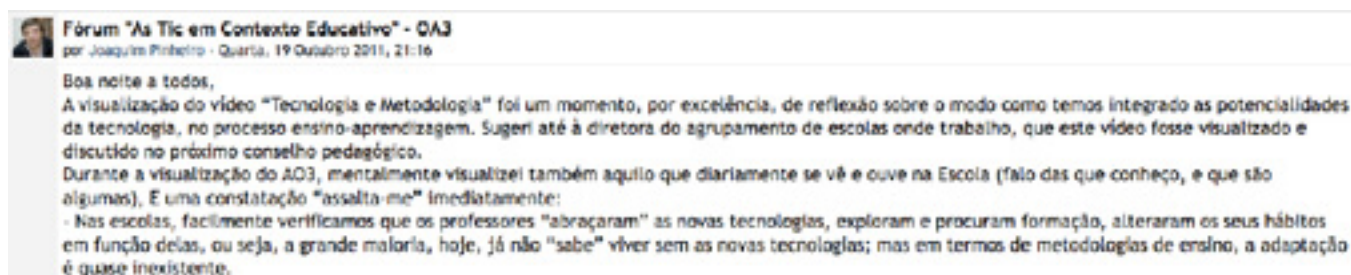 Fórum "As Tic em Contexto Educativo" - OA3
por Joaquim Pinheiro - Quarta, 19 Outubro 2011, 21:16
Boa noite a todos,
A visualização do vídeo “Tecnologia e Metodologia” foi um momento, por excelência, de reflexão sobre o modo como temos integrado as potencialidades
da tecnologia, no processo ensino-aprendizagem. Sugeri até à diretora do agrupamento de escolas onde trabalho, que este vídeo fosse visualizado e
discutido no próximo conselho pedagógico.
Durante a visualização do AO3, mentalmente visualizei também aquilo que diariamente se vê e ouve na Escola (falo das que conheço, e que são
algumas), E uma constatação “assalta-me” imediatamente:
- Nas escolas, facilmente verificamos que os professores “abraçaram” as novas tecnologias, exploram e procuram formação, alteraram os seus hábitos
em função delas, ou seja, a grande maioria, hoje, já não “sabe” viver sem as novas tecnologias; mas em termos de metodologias de ensino, a adaptação
é quase inexistente.